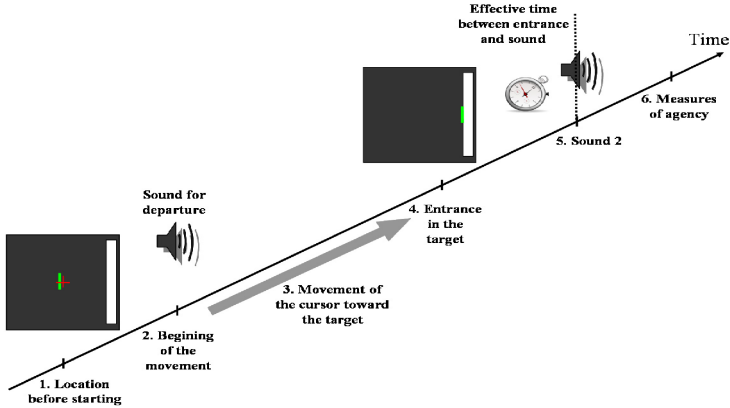 Effective time
between entrance
and sound
Time
6. Measures
of agency
5. Sound 2
Sound for
departure
4. Entrance
in the
target
3. Movement of
the cursor toward
the target
2. Begining
of the
movement
1. Location
before starting